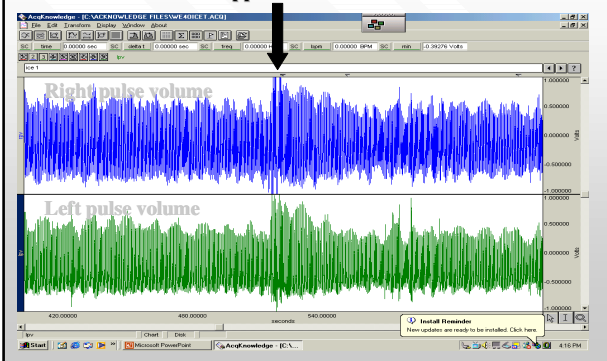 AcqKnowledge - [C:\ACKNOWLEDGE FILES\WE40IICET.ACQ]
File Edit Transform Display Window About
SC time 0.00000 sec SC delta t 0.00000 sec SC freq 0.00000 SC bpm 0.00000 BPM SC min -0.39276 Volts
rpv
ice 1
Right pulse volume
1.000000
0.500000
0.000000
-0.500000
-1.000000
Volts
Left pulse volume
1.000000
0.500000
0.000000
-0.500000
-1.000000
Volts
420.00000 480.00000 540.00000
seconds
Install Reminder
New updates are ready to be installed. Click here.
lpv Chart Disk
Start Microsoft PowerPoint AcqKnowledge - [C:\...
4:16 PM